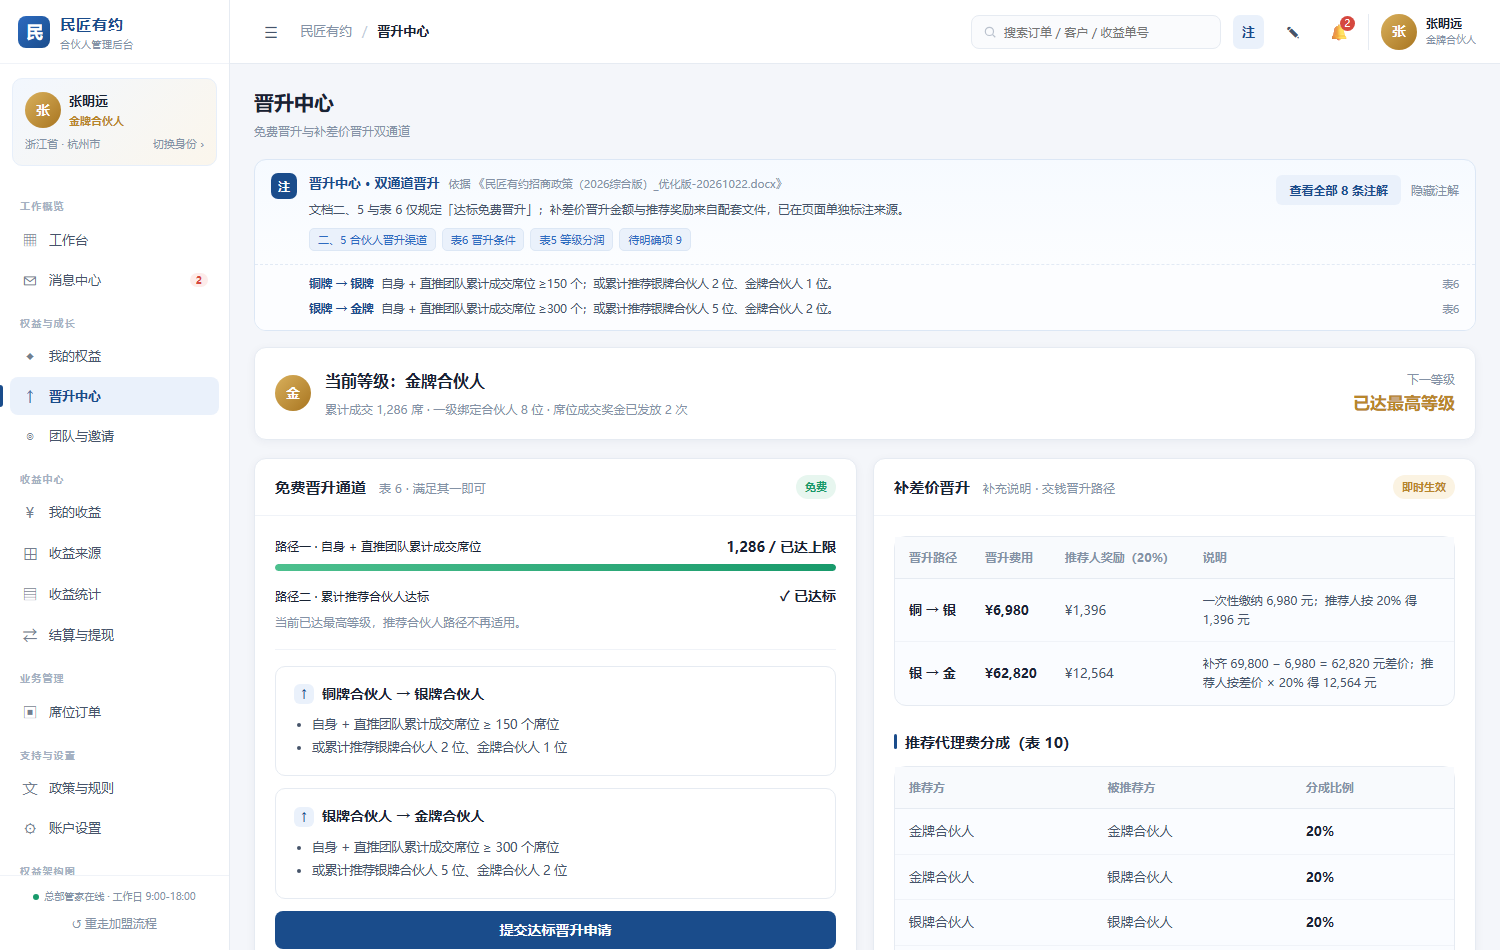 民
民匠有约
合伙人管理后台
张
张明远
金牌合伙人
浙江省 · 杭州市
切换身份 ›
工作概览
工作台
消息中心
2
权益与成长
我的权益
晋升中心
团队与邀请
收益中心
我的收益
收益来源
收益统计
结算与提现
业务管理
席位订单
支持与设置
政策与规则
账户设置
权益架构图
总部管家在线 · 工作日 9:00-18:00
↺ 重走加盟流程
民匠有约 / 晋升中心
搜索订单 / 客户 / 收益单号
注
2
张
张明远
金牌合伙人
晋升中心
免费晋升与补差价晋升双通道
注
晋升中心 • 双通道晋升 依据 《民匠有约招商政策（2026综合版）_优化版-20261022.docx》
查看全部 8 条注解
隐藏注解
文档二、5 与表 6 仅规定「达标免费晋升」；补差价晋升金额与推荐奖励来自配套文件，已在页面单独标注来源。
二、5 合伙人晋升渠道
表6 晋升条件
表5 等级分润
待明确项 9
铜牌 → 银牌 自身 + 直推团队累计成交席位 ≥150 个；或累计推荐银牌合伙人 2 位、金牌合伙人 1 位。
表6
银牌 → 金牌 自身 + 直推团队累计成交席位 ≥300 个；或累计推荐银牌合伙人 5 位、金牌合伙人 2 位。
表6
金
当前等级：金牌合伙人
累计成交 1,286 席 · 一级绑定合伙人 8 位 · 席位成交奖金已发放 2 次
下一等级
已达最高等级
免费晋升通道 表 6 · 满足其一即可
免费
路径一 · 自身 + 直推团队累计成交席位
1,286 / 已达上限
路径二 · 累计推荐合伙人达标
✓ 已达标
当前已达最高等级，推荐合伙人路径不再适用。
↑ 铜牌合伙人 → 银牌合伙人
• 自身 + 直推团队累计成交席位 ≥ 150 个席位
• 或累计推荐银牌合伙人 2 位、金牌合伙人 1 位
↑ 银牌合伙人 → 金牌合伙人
• 自身 + 直推团队累计成交席位 ≥ 300 个席位
• 或累计推荐银牌合伙人 5 位、金牌合伙人 2 位
提交达标晋升申请
补差价晋升 补充说明 · 交钱晋升路径
即时生效
晋升路径 晋升费用 推荐人奖励（20%） 说明
铜 → 银 ¥6,980 ¥1,396 一次性缴纳 6,980 元；推荐人按 20% 得
1,396 元
银 → 金 ¥62,820 ¥12,564 补齐 69,800 − 6,980 = 62,820 元差价；推
荐人按差价 × 20% 得 12,564 元
推荐代理费分成（表 10）
推荐方 被推荐方 分成比例
金牌合伙人 金牌合伙人 20%
金牌合伙人 银牌合伙人 20%
银牌合伙人 银牌合伙人 20%